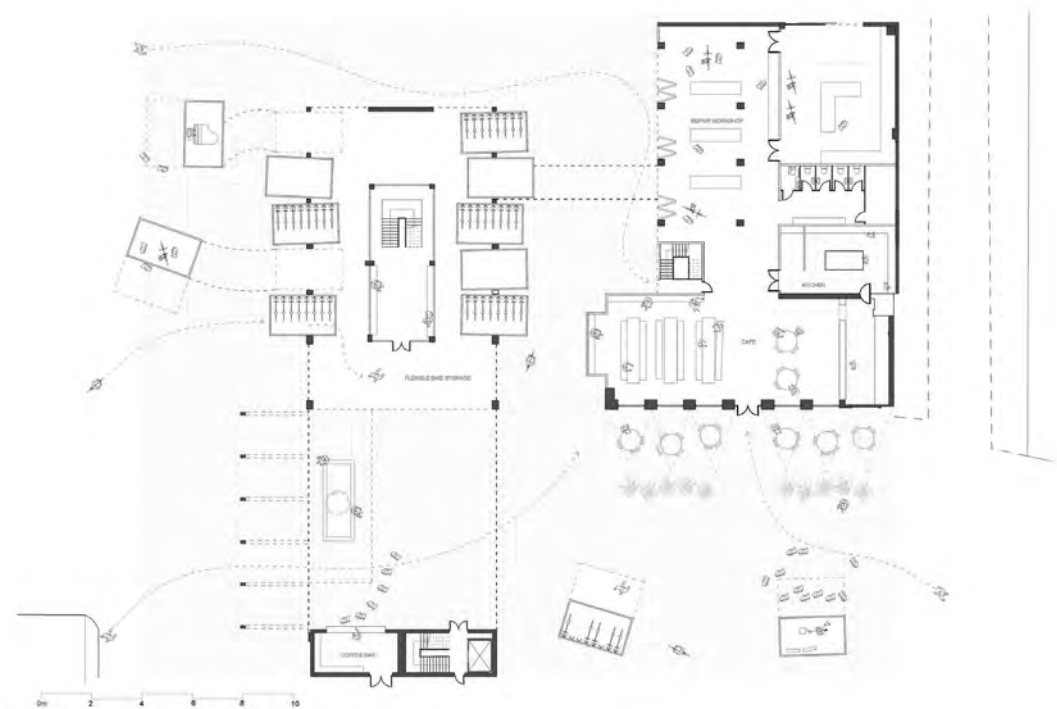 REPAIR WORKSHOP
KITCHEN
CAFE
FLEXIBLE BIKE STORAGE
COFFEE BAR
0m 2 4 6 8 10